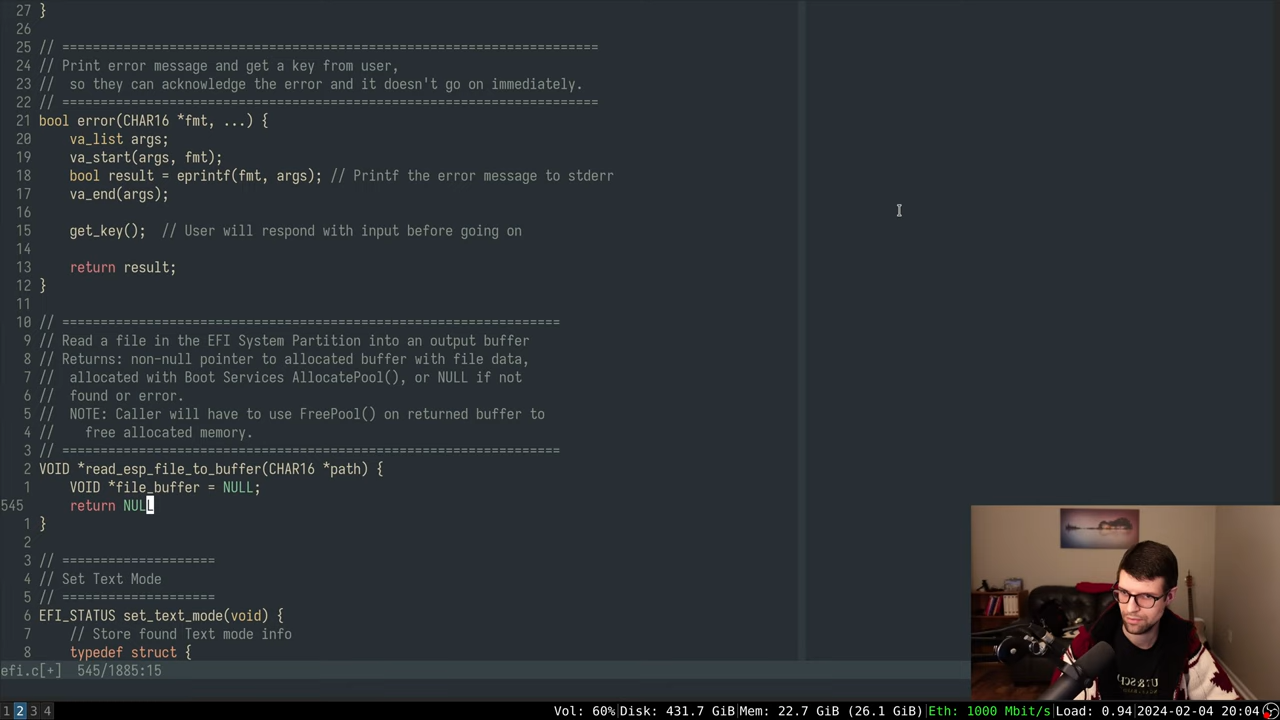 27 }
26
25 // ======================================================================
24 // Print error message and get a key from user,
23 //  so they can acknowledge the error and it doesn't go on immediately.
22 // ======================================================================
21 bool error(CHAR16 *fmt, ...) {
20     va_list args;
19     va_start(args, fmt);
18     bool result = eprintf(fmt, args); // Printf the error message to stderr
17     va_end(args);
16
15     get_key();  // User will respond with input before going on
14
13     return result;
12 }
11
10 // =================================================================
9 // Read a file in the EFI System Partition into an output buffer
8 // Returns: non-null pointer to allocated buffer with file data,
7 //  allocated with Boot Services AllocatePool(), or NULL if not
6 //  found or error.
5 //  NOTE: Caller will have to use FreePool() on returned buffer to
4 //    free allocated memory.
3 // =================================================================
2 VOID *read_esp_file_to_buffer(CHAR16 *path) {
1     VOID *file_buffer = NULL;
545     return NULL
1 }
2
3 // ====================
4 // Set Text Mode
5 // ====================
6 EFI_STATUS set_text_mode(void) {
7     // Store found Text mode info
8     typedef struct {
efi.c[+]  545/1885:15
1 2 3 4 Vol: 60%|Disk: 431.7 GiB|Mem: 22.7 GiB (26.1 GiB)|Eth: 1000 Mbit/s|Load: 0.94|2024-02-04 20:04